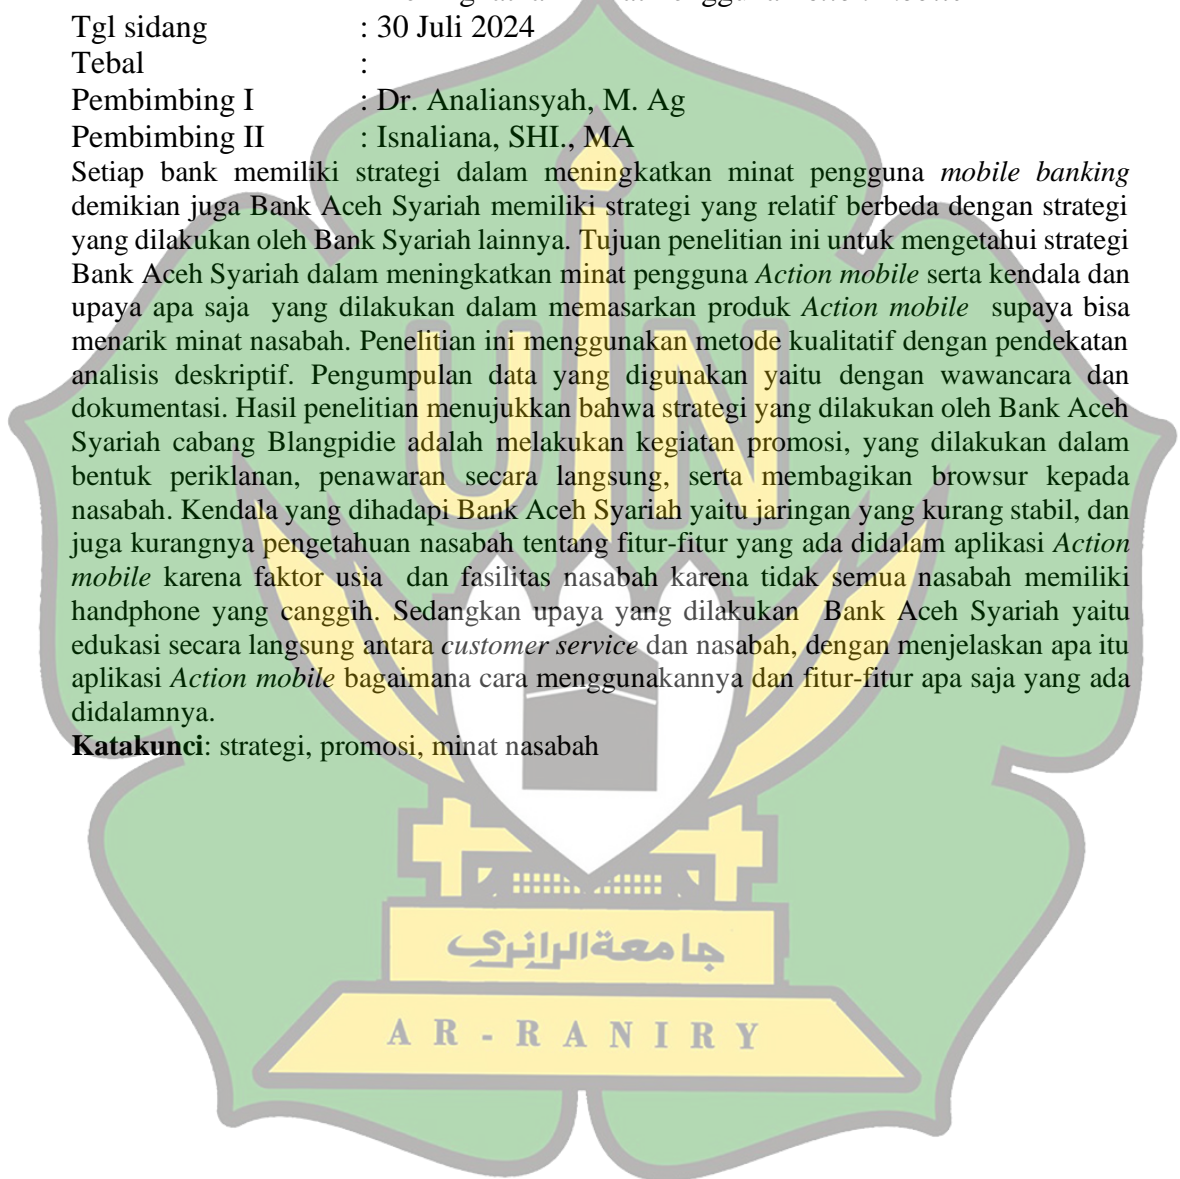 Tgl sidang : 30 Juli 2024
Tebal :
Pembimbing I : Dr. Analiansyah, M. Ag
Pembimbing II : Isnaliana, SHI., MA
Setiap bank memiliki strategi dalam meningkatkan minat pengguna mobile banking
demikian juga Bank Aceh Syariah memiliki strategi yang relatif berbeda dengan strategi
yang dilakukan oleh Bank Syariah lainnya. Tujuan penelitian ini untuk mengetahui strategi
Bank Aceh Syariah dalam meningkatkan minat pengguna Action mobile serta kendala dan
upaya apa saja yang dilakukan dalam memasarkan produk Action mobile supaya bisa
menarik minat nasabah. Penelitian ini menggunakan metode kualitatif dengan pendekatan
analisis deskriptif. Pengumpulan data yang digunakan yaitu dengan wawancara dan
dokumentasi. Hasil penelitian menujukkan bahwa strategi yang dilakukan oleh Bank Aceh
Syariah cabang Blangpidie adalah melakukan kegiatan promosi, yang dilakukan dalam
bentuk periklanan, penawaran secara langsung, serta membagikan browsur kepada
nasabah. Kendala yang dihadapi Bank Aceh Syariah yaitu jaringan yang kurang stabil, dan
juga kurangnya pengetahuan nasabah tentang fitur-fitur yang ada didalam aplikasi Action
mobile karena faktor usia dan fasilitas nasabah karena tidak semua nasabah memiliki
handphone yang canggih. Sedangkan upaya yang dilakukan Bank Aceh Syariah yaitu
edukasi secara langsung antara customer service dan nasabah, dengan menjelaskan apa itu
aplikasi Action mobile bagaimana cara menggunakannya dan fitur-fitur apa saja yang ada
didalamnya.
Katakunci: strategi, promosi, minat nasabah
UIN
جامعة الرانري
AR-RANIRY